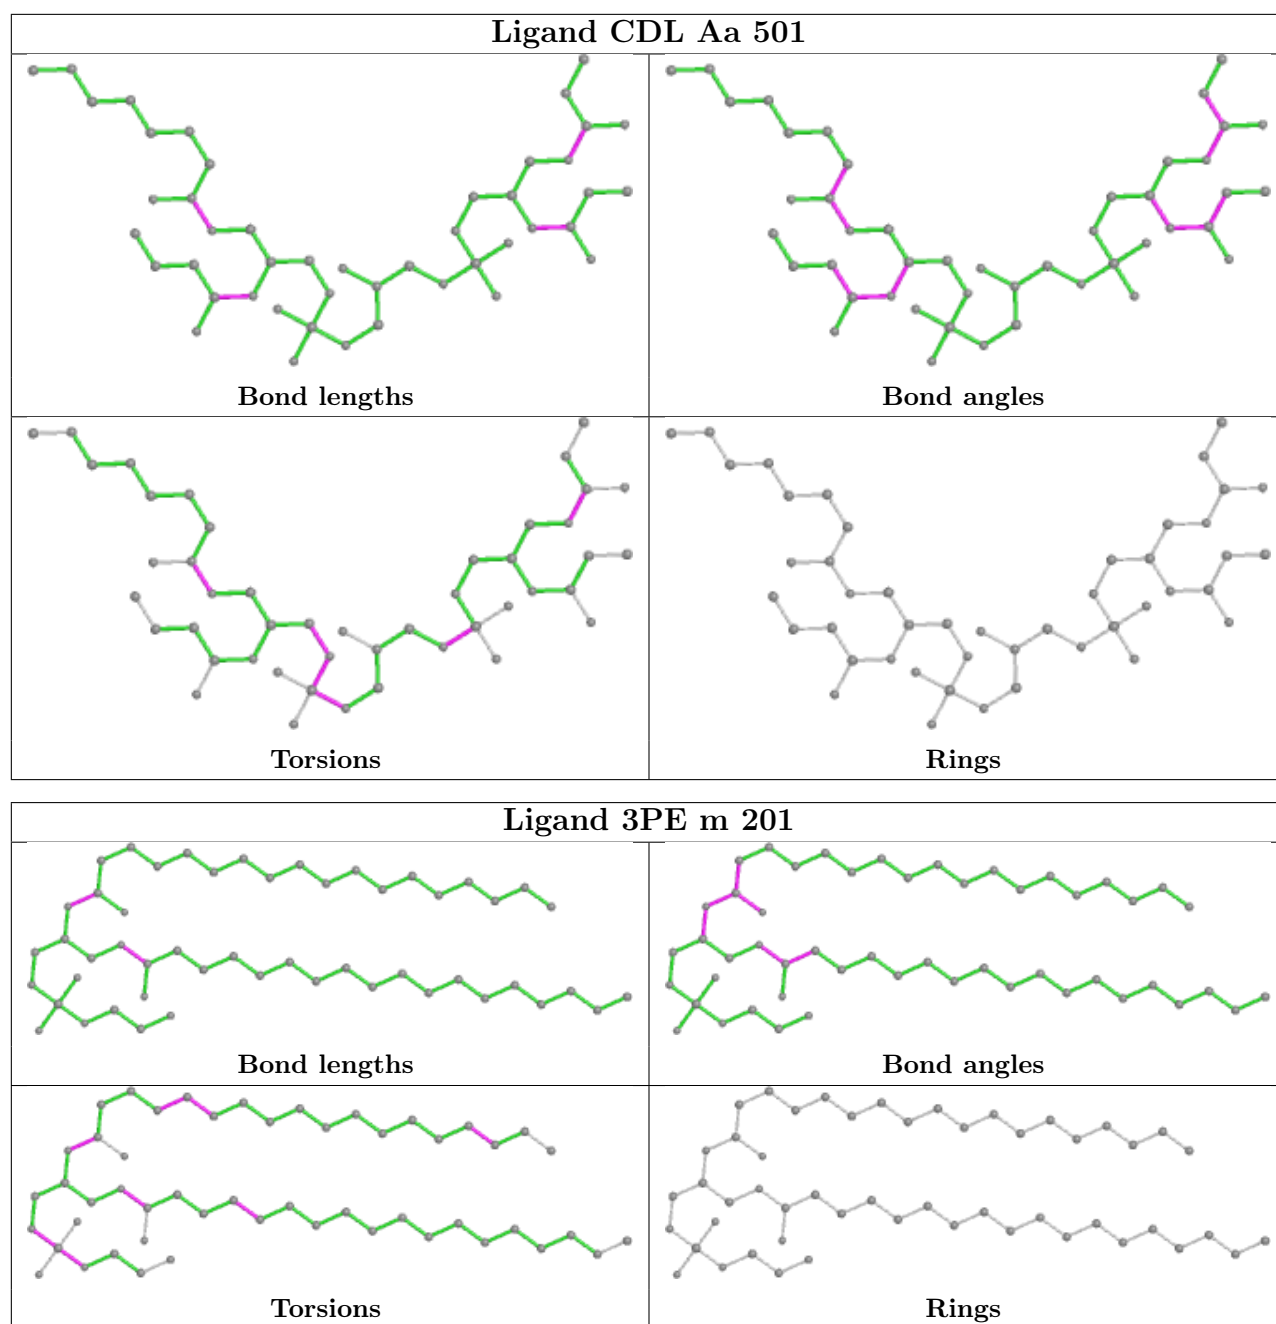 Ligand CDL Aa 501
Bond lengths
Bond angles
Torsions
Rings
Ligand 3PE m 201
Bond lengths
Bond angles
Torsions
Rings